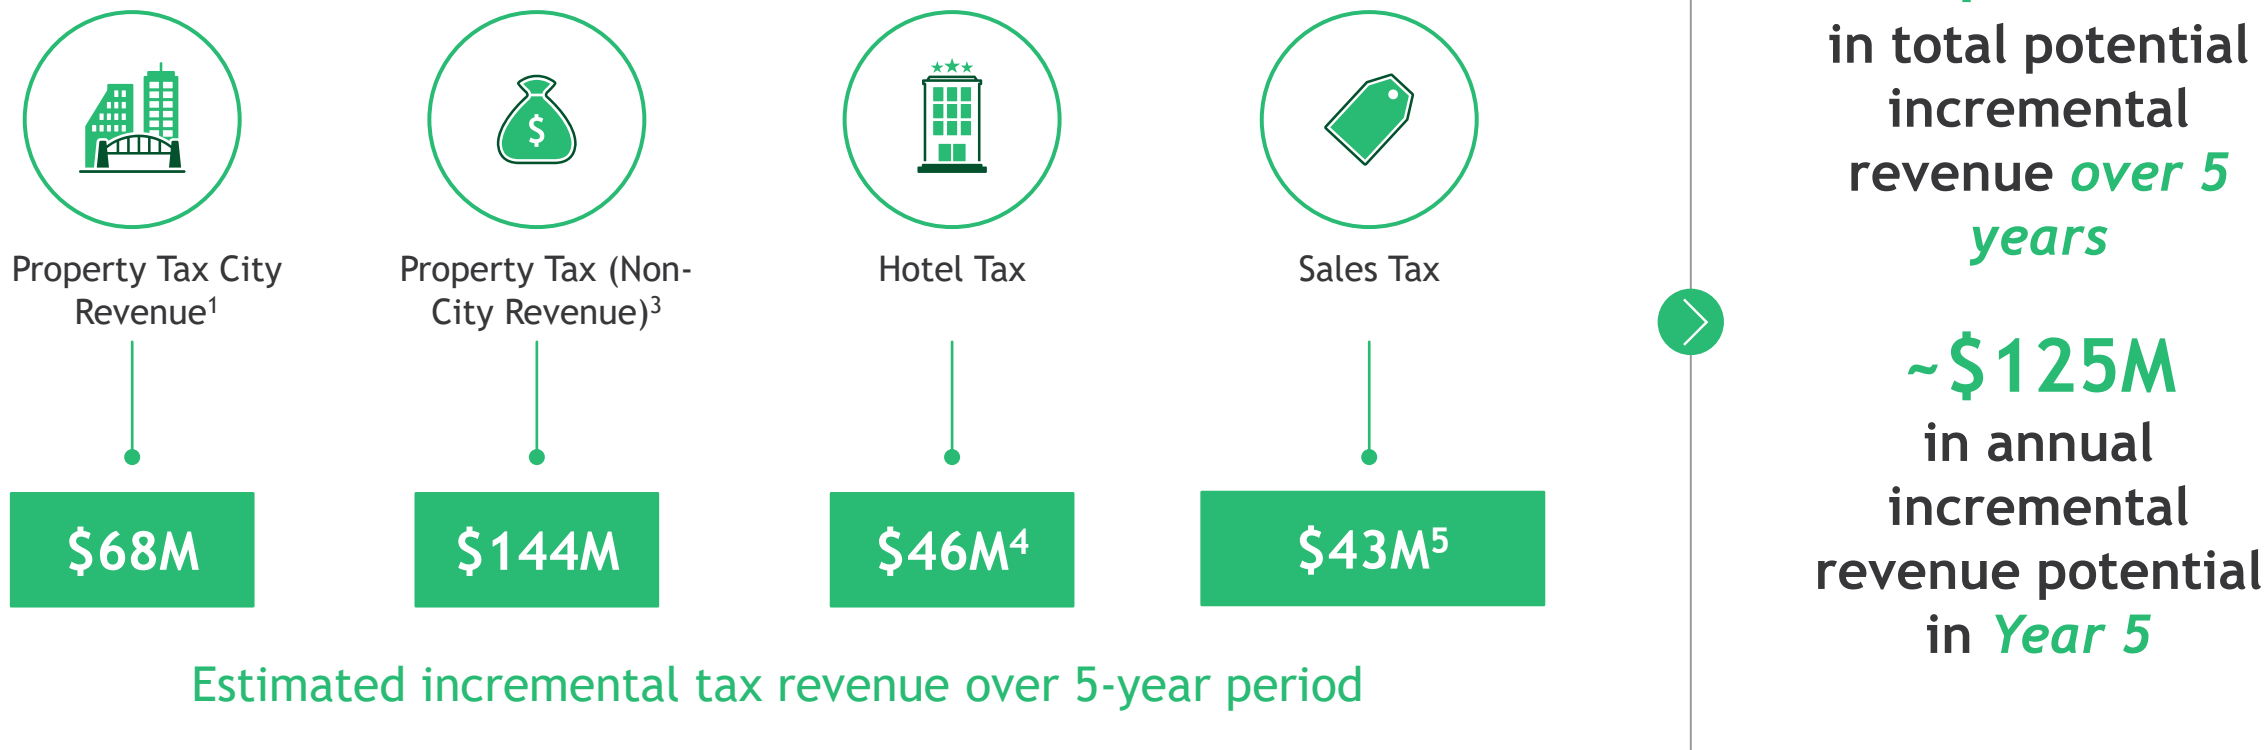 Property Tax City
Revenue¹
Property Tax (Non-
City Revenue)³
Hotel Tax
Sales Tax
$
$68M
$144M
$46M⁴
$43M⁵
Estimated incremental tax revenue over 5-year period
in total potential
incremental
revenue over 5
years
~$125M
in annual
incremental
revenue potential
in Year 5